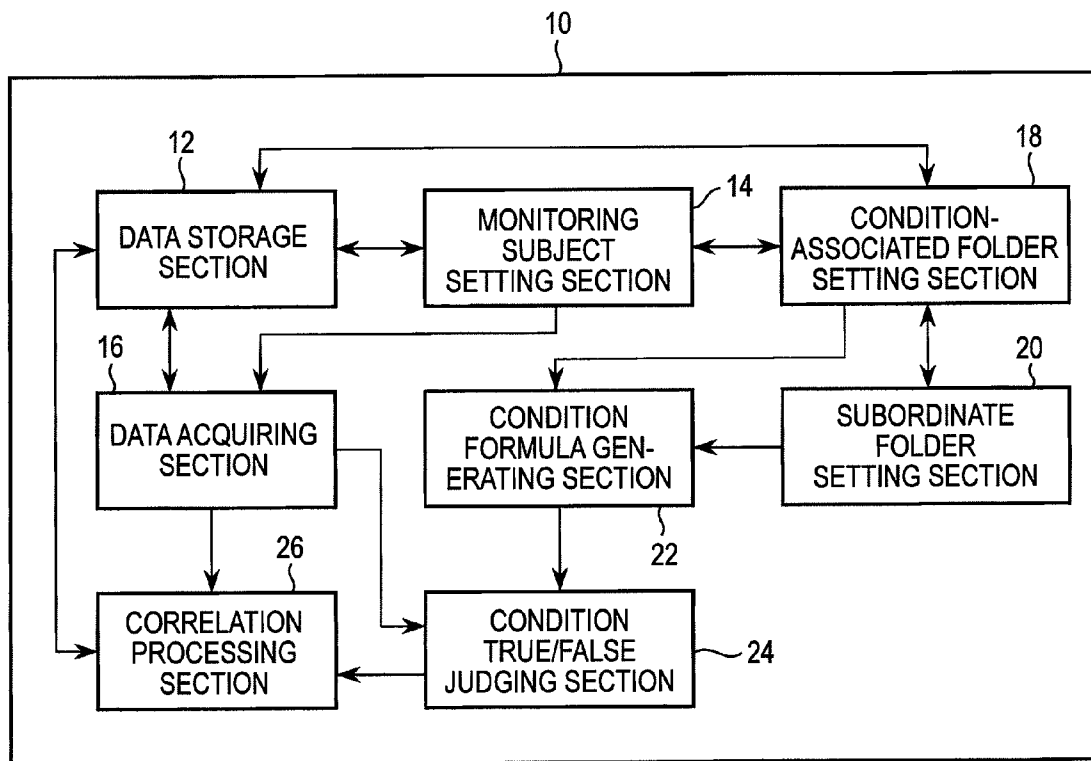 10
12
DATA STORAGE
SECTION
14
MONITORING
SUBJECT
SETTING SECTION
18
CONDITION-
ASSOCIATED FOLDER
SETTING SECTION
16
DATA ACQUIRING
SECTION
CONDITION
FORMULA GEN-
ERATING SECTION
22
20
SUBORDINATE
FOLDER
SETTING SECTION
26
CORRELATION
PROCESSING
SECTION
CONDITION
TRUE/FALSE
JUDGING SECTION
24